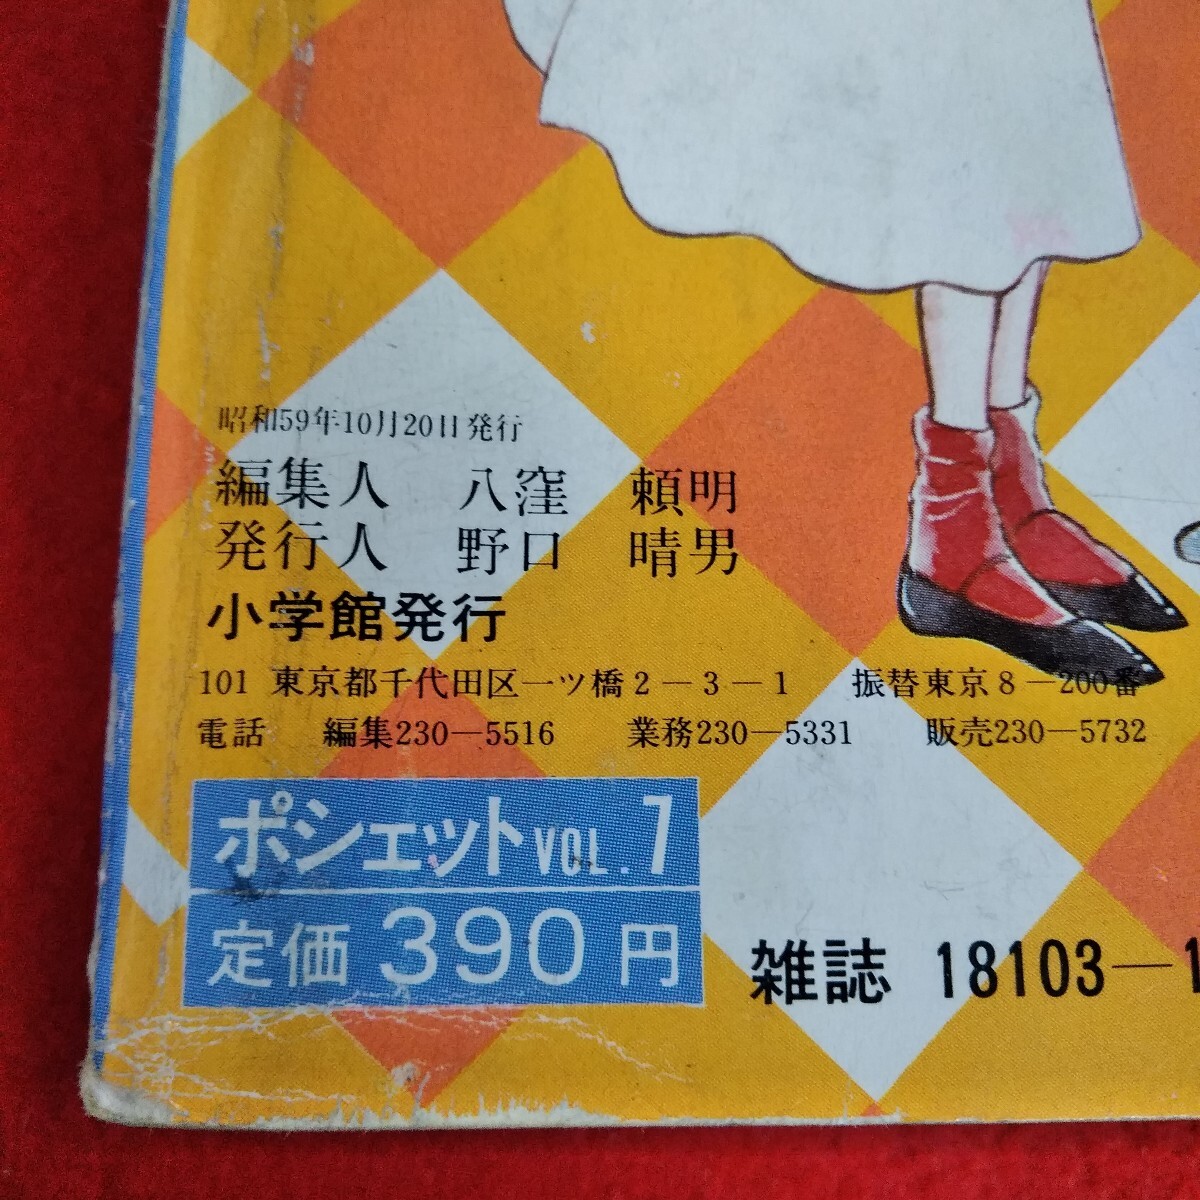 昭和59年10月20日発行
編集人 八窪 頼明
発行人 野口 晴男
小学館発行
101 東京都千代田区一ツ橋2－3－1 振替東京8－200番
電話 編集230―5516 業務230―5331 販売230―5732
ポシェットVOL.7
定価 390円
雑誌 18103―1